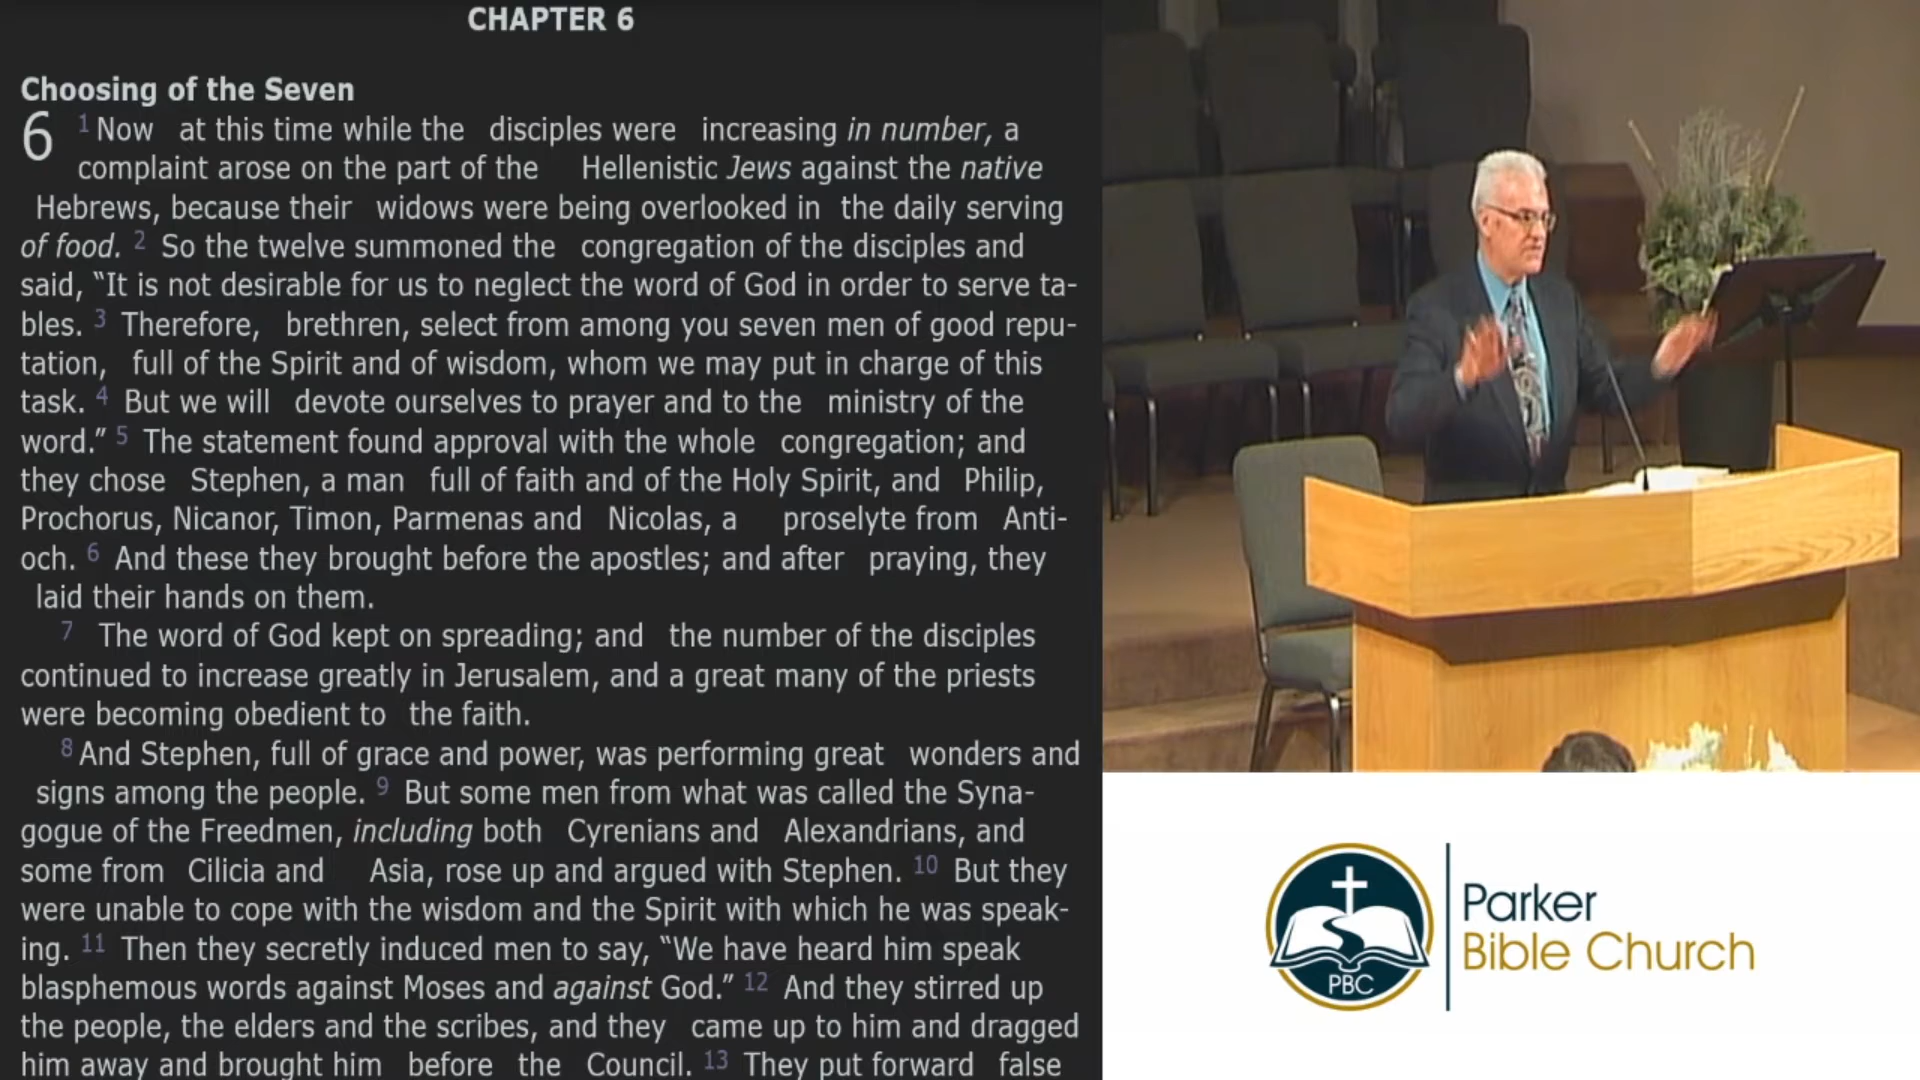 CHAPTER 6
Choosing of the Seven
6 1 Now at this time while the disciples were increasing in number, a
complaint arose on the part of the Hellenistic Jews against the native
Hebrews, because their widows were being overlooked in the daily serving
of food. 2 So the twelve summoned the congregation of the disciples and
said, “It is not desirable for us to neglect the word of God in order to serve ta-
bles. 3 Therefore, brethren, select from among you seven men of good repu-
tation, full of the Spirit and of wisdom, whom we may put in charge of this
task. 4 But we will devote ourselves to prayer and to the ministry of the
word.” 5 The statement found approval with the whole congregation; and
they chose Stephen, a man full of faith and of the Holy Spirit, and Philip,
Prochorus, Nicanor, Timon, Parmenas and Nicolas, a proselyte from Anti-
och. 6 And these they brought before the apostles; and after praying, they
laid their hands on them.
7 The word of God kept on spreading; and the number of the disciples
continued to increase greatly in Jerusalem, and a great many of the priests
were becoming obedient to the faith.
8 And Stephen, full of grace and power, was performing great wonders and
signs among the people. 9 But some men from what was called the Syna-
gogue of the Freedmen, including both Cyrenians and Alexandrians, and
some from Cilicia and Asia, rose up and argued with Stephen. 10 But they
were unable to cope with the wisdom and the Spirit with which he was speak-
ing. 11 Then they secretly induced men to say, “We have heard him speak
blasphemous words against Moses and against God.” 12 And they stirred up
the people, the elders and the scribes, and they came up to him and dragged
him away and brought him before the Council. 13 They put forward false
PBC
Parker
Bible Church